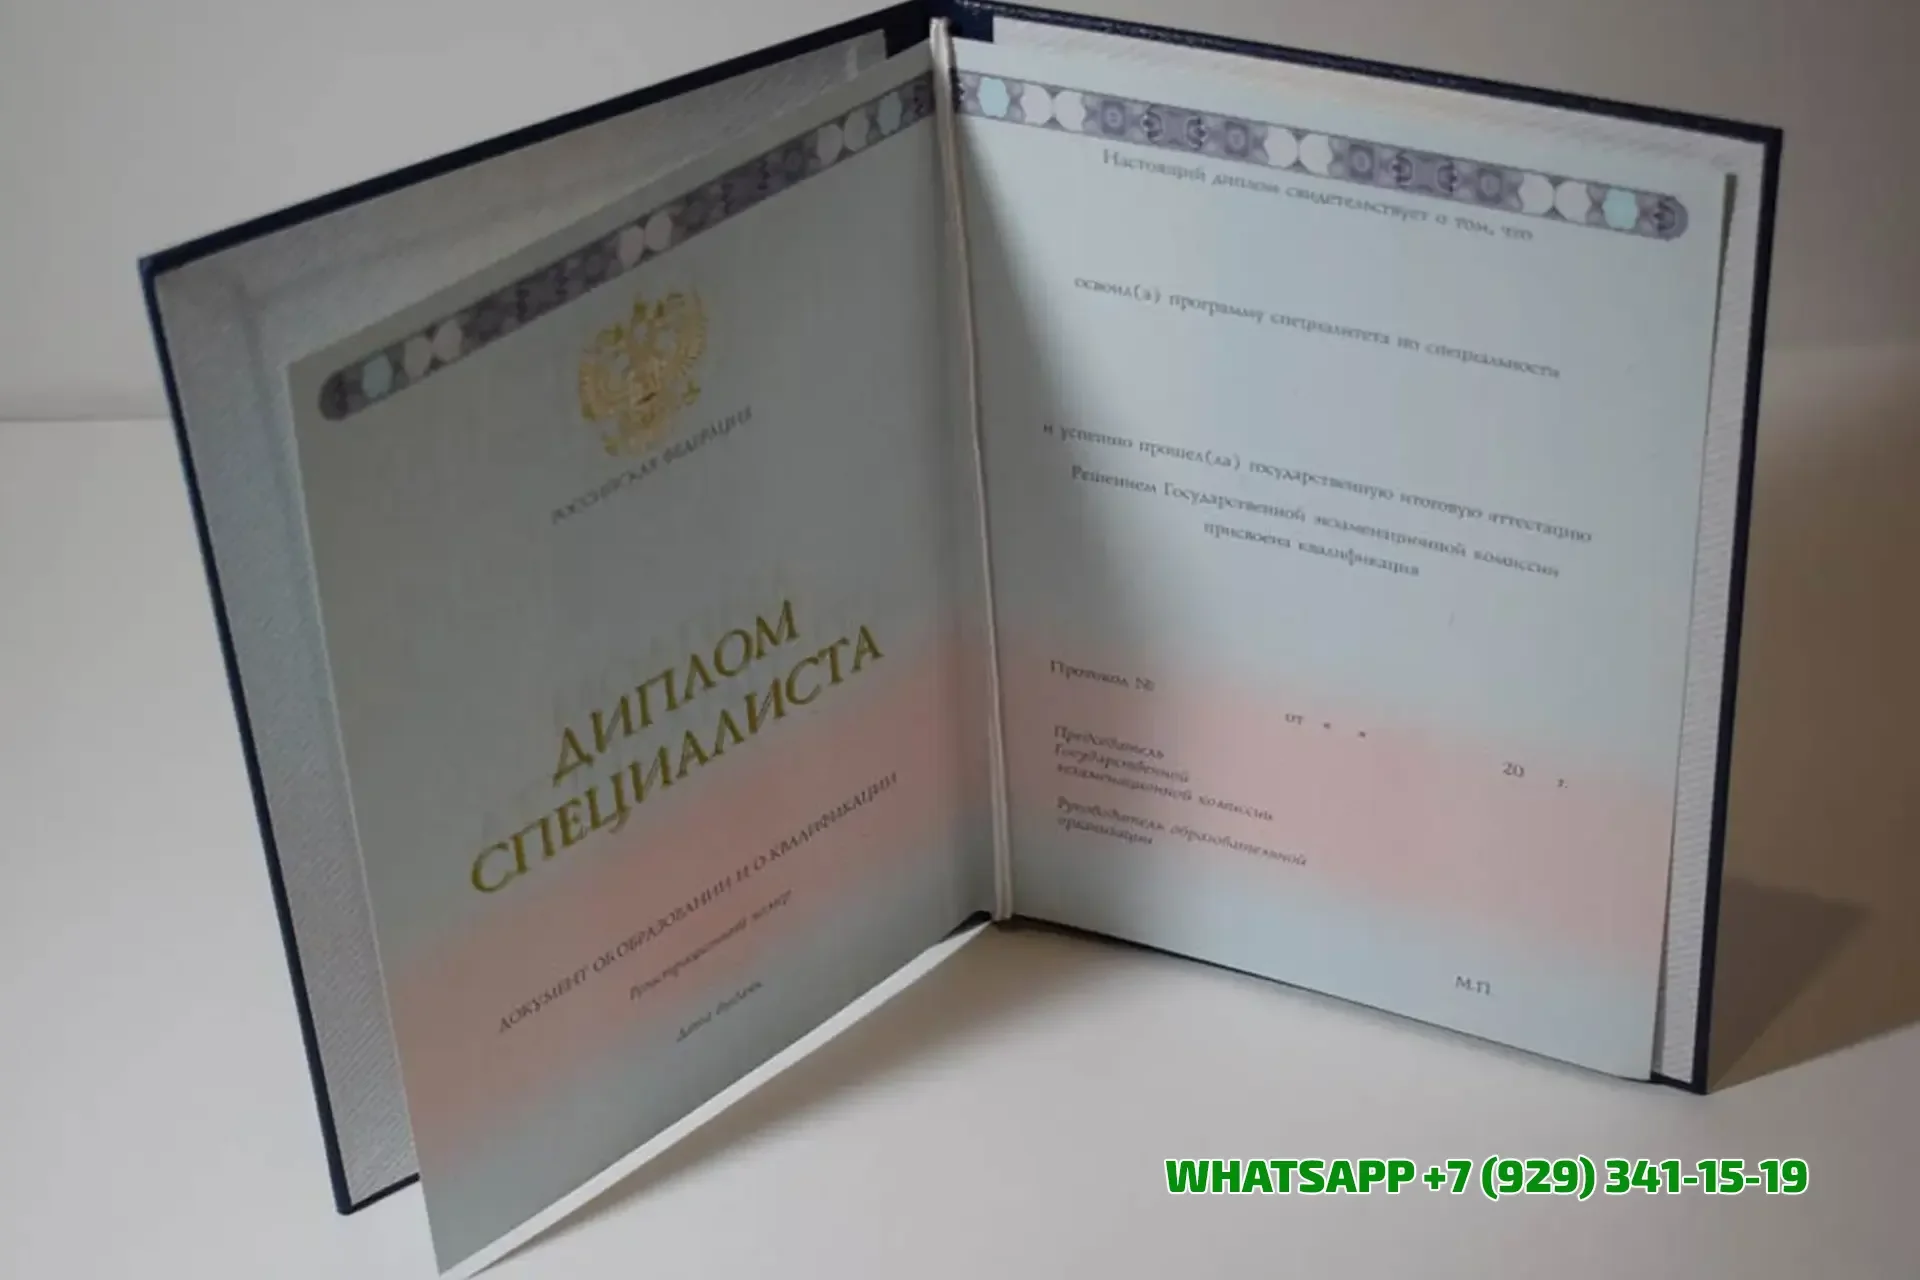 РОССИЙСКАЯ ФЕДЕРАЦИЯ
ДИПЛОМ
СПЕЦИАЛИСТА
ДОКУМЕНТ ОБ ОБРАЗОВАНИИ И О КВАЛИФИКАЦИИ
Регистрационный номер
Дата выдачи
Настоящий диплом свидетельствует о том, что
освоил(а) программу специалитета по специальности
и успешно прошел(ла) государственную итоговую аттестацию
Решением Государственной экзаменационной комиссии
присвоена квалификация
Протокол №
от « »
20 г.
Председатель
Государственной
экзаменационной комиссии
Руководитель образовательной
организации
М.П.
WHATSAPP +7 (929) 341-15-19